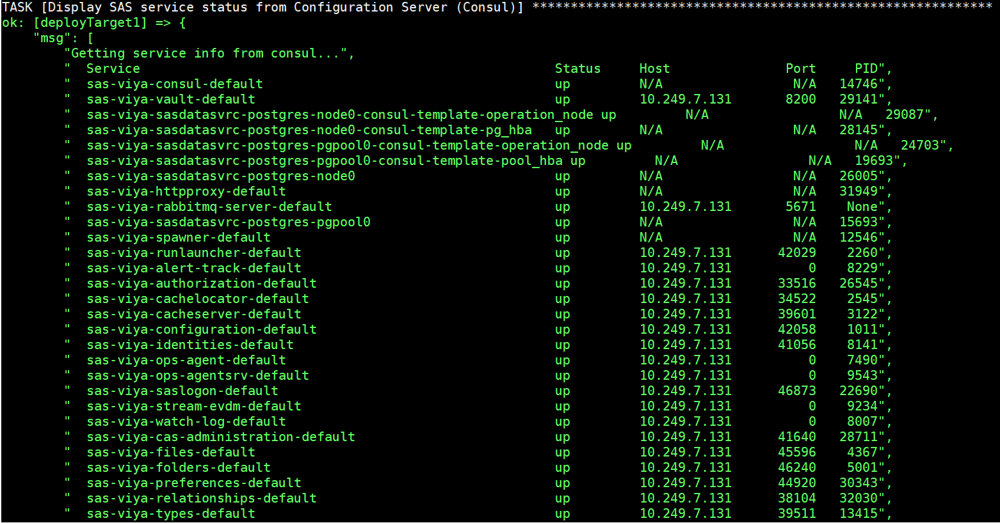 TASK [Display SAS service status from Configuration Server (Consul)] ************************************************************
ok: [deployTarget1] => {
    "msg": [
        "Getting service info from consul...",
        "  Service                                                      Status     Host               Port     PID",
        "  sas-viya-consul-default                                      up         N/A                 N/A   14746",
        "  sas-viya-vault-default                                       up         10.249.7.131       8200   29141",
        "  sas-viya-sasdatasvrc-postgres-node0-consul-template-operation_node up         N/A                 N/A   29087",
        "  sas-viya-sasdatasvrc-postgres-node0-consul-template-pg_hba   up         N/A                 N/A   28145",
        "  sas-viya-sasdatasvrc-postgres-pgpool0-consul-template-operation_node up         N/A                 N/A   24703",
        "  sas-viya-sasdatasvrc-postgres-pgpool0-consul-template-pool_hba up         N/A                 N/A   19693",
        "  sas-viya-sasdatasvrc-postgres-node0                          up         N/A                 N/A   26005",
        "  sas-viya-httpproxy-default                                   up         N/A                 N/A   31949",
        "  sas-viya-rabbitmq-server-default                             up         10.249.7.131       5671    None",
        "  sas-viya-sasdatasvrc-postgres-pgpool0                        up         N/A                 N/A   15693",
        "  sas-viya-spawner-default                                     up         N/A                 N/A   12546",
        "  sas-viya-runlauncher-default                                 up         10.249.7.131      42029    2260",
        "  sas-viya-alert-track-default                                 up         10.249.7.131          0    8229",
        "  sas-viya-authorization-default                               up         10.249.7.131      33516   26545",
        "  sas-viya-cachelocator-default                                up         10.249.7.131      34522    2545",
        "  sas-viya-cacheserver-default                                 up         10.249.7.131      39601    3122",
        "  sas-viya-configuration-default                               up         10.249.7.131      42058    1011",
        "  sas-viya-identities-default                                  up         10.249.7.131      41056    8141",
        "  sas-viya-ops-agent-default                                   up         10.249.7.131          0    7490",
        "  sas-viya-ops-agentsrv-default                                up         10.249.7.131          0    9543",
        "  sas-viya-saslogon-default                                    up         10.249.7.131      46873   22690",
        "  sas-viya-stream-evdm-default                                 up         10.249.7.131          0    9234",
        "  sas-viya-watch-log-default                                   up         10.249.7.131          0    8007",
        "  sas-viya-cas-administration-default                          up         10.249.7.131      41640   28711",
        "  sas-viya-files-default                                       up         10.249.7.131      45596    4367",
        "  sas-viya-folders-default                                     up         10.249.7.131      46240    5001",
        "  sas-viya-preferences-default                                 up         10.249.7.131      44920   30343",
        "  sas-viya-relationships-default                               up         10.249.7.131      38104   32030",
        "  sas-viya-types-default                                       up         10.249.7.131      39511   13415",